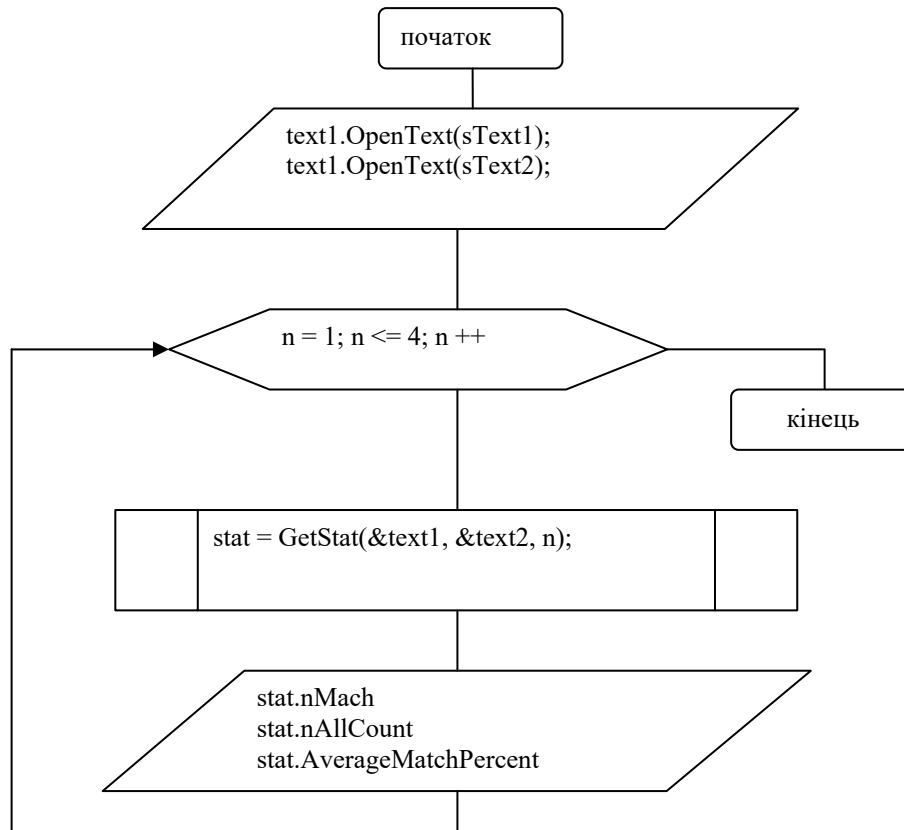 початок
text1.OpenText(sText1);
text1.OpenText(sText2);
n = 1; n <= 4; n ++
кінець
stat = GetStat(&text1, &text2, n);
stat.nMach
stat.nAllCount
stat.AverageMatchPercent